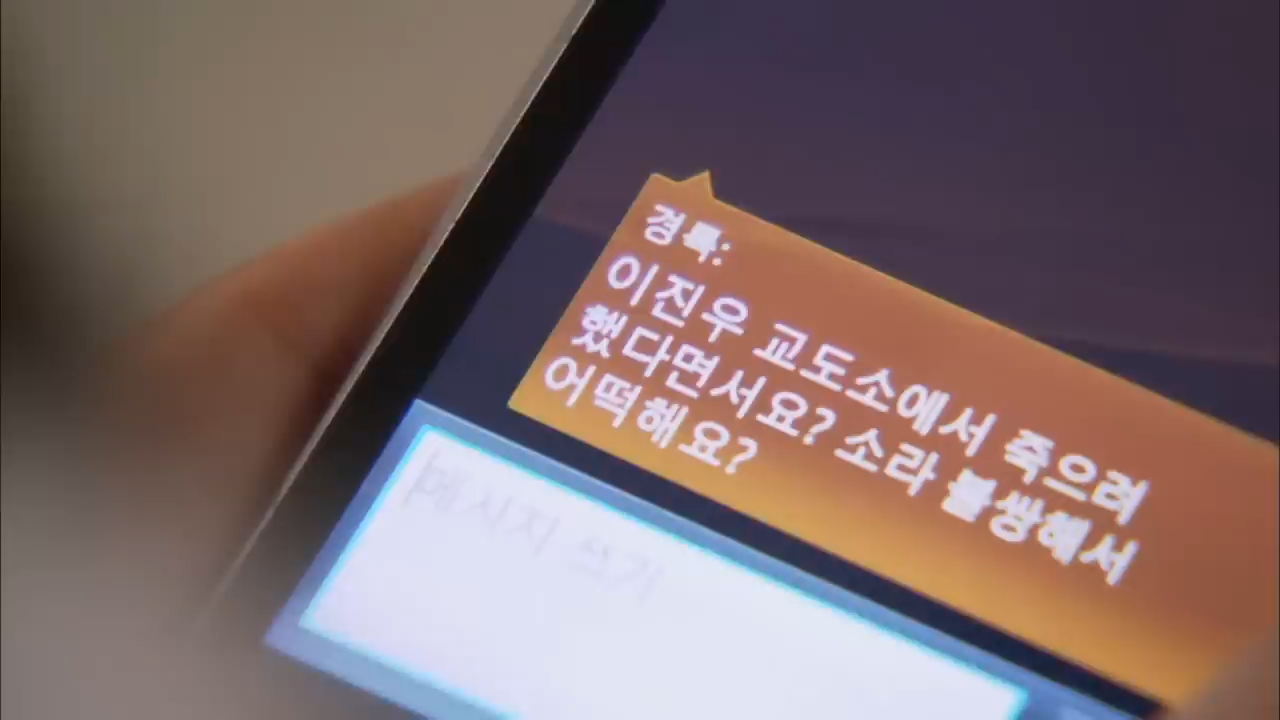 경록:
이진우 교도소에서 죽으려
했다면서요? 소라 불쌍해서
어떡해요?
메시지 쓰기